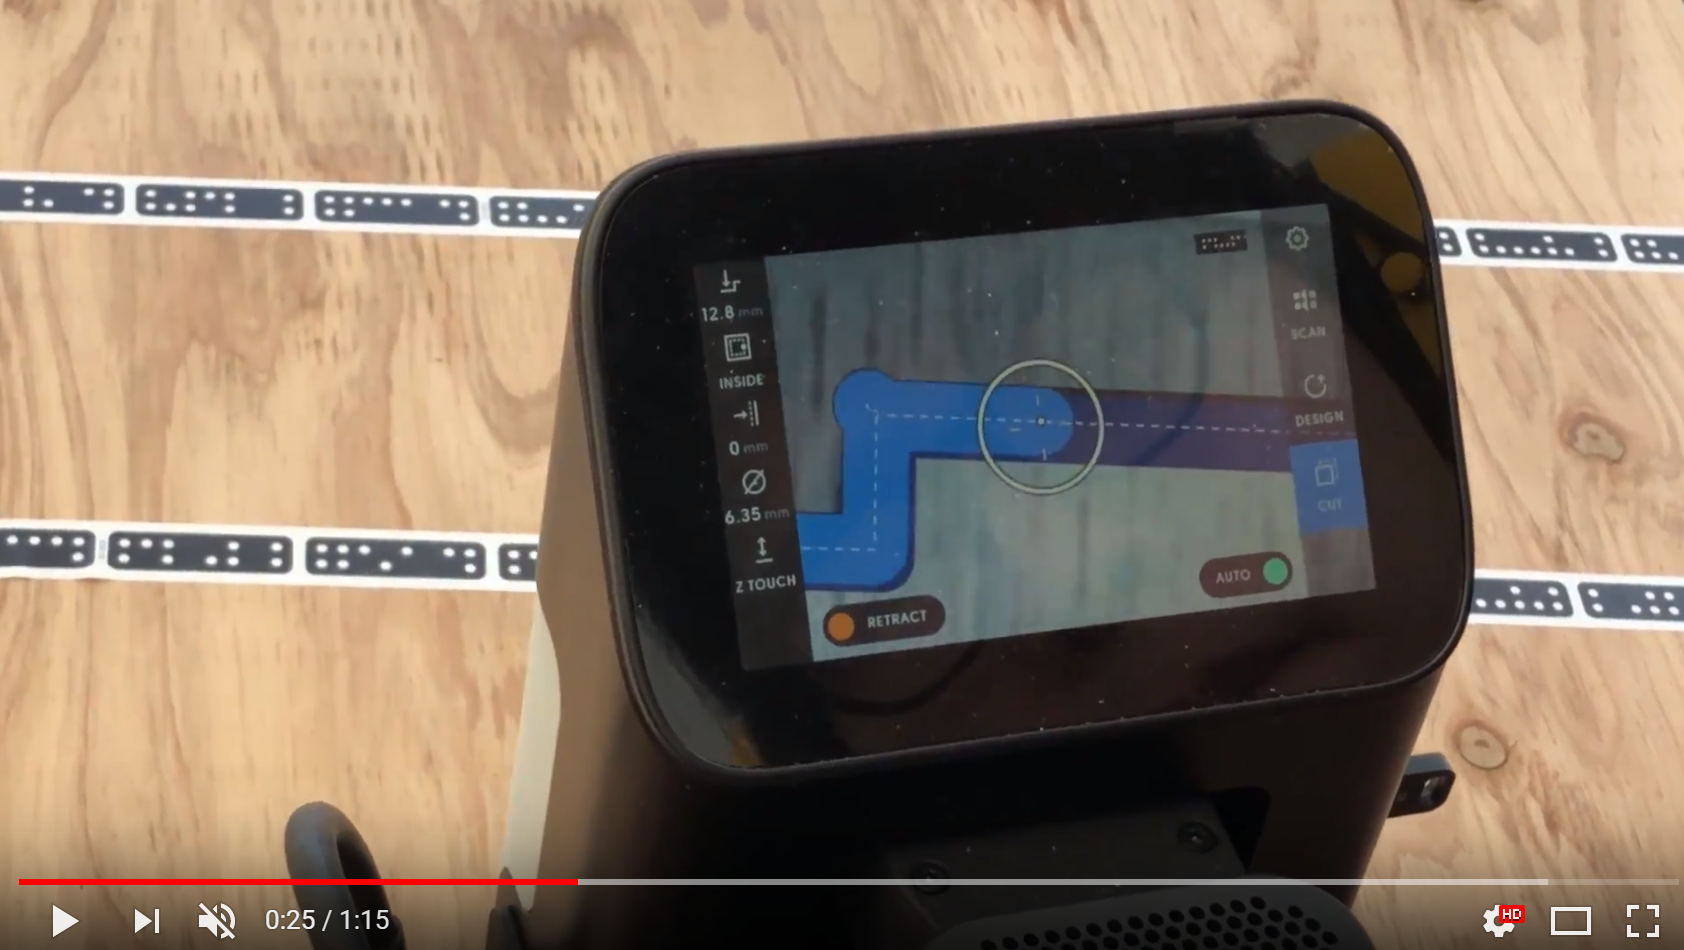 12.8 mm
INSIDE
0 mm
6.35 mm
Z TOUCH
SCAN
DESIGN
CUT
AUTO
RETRACT
0:25 / 1:15
HD